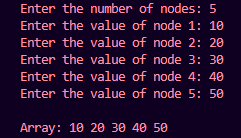 Enter the number of nodes: 5
Enter the value of node 1: 10
Enter the value of node 2: 20
Enter the value of node 3: 30
Enter the value of node 4: 40
Enter the value of node 5: 50
Array: 10 20 30 40 50